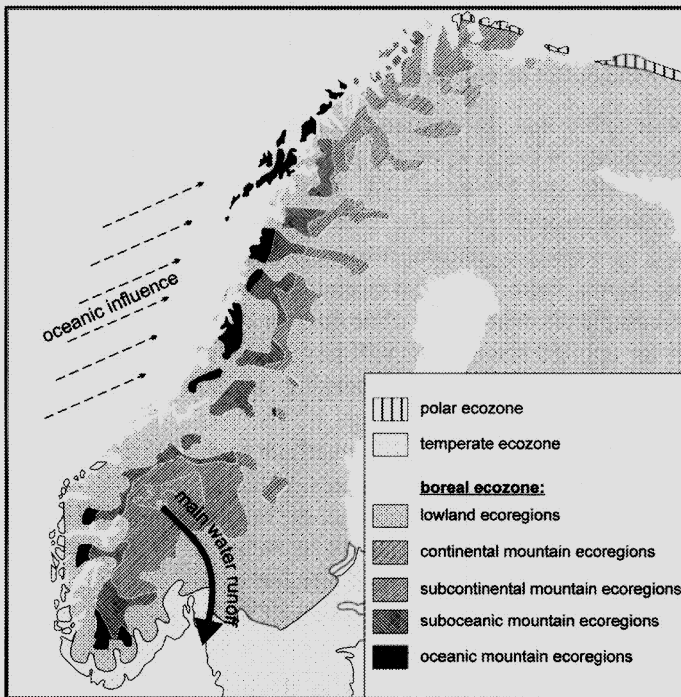 oceanic influence
main water runoff
polar ecozone
temperate ecozone
boreal ecozone:
lowland ecoregions
continental mountain ecoregions
subcontinental mountain ecoregions
suboceanic mountain ecoregions
oceanic mountain ecoregions